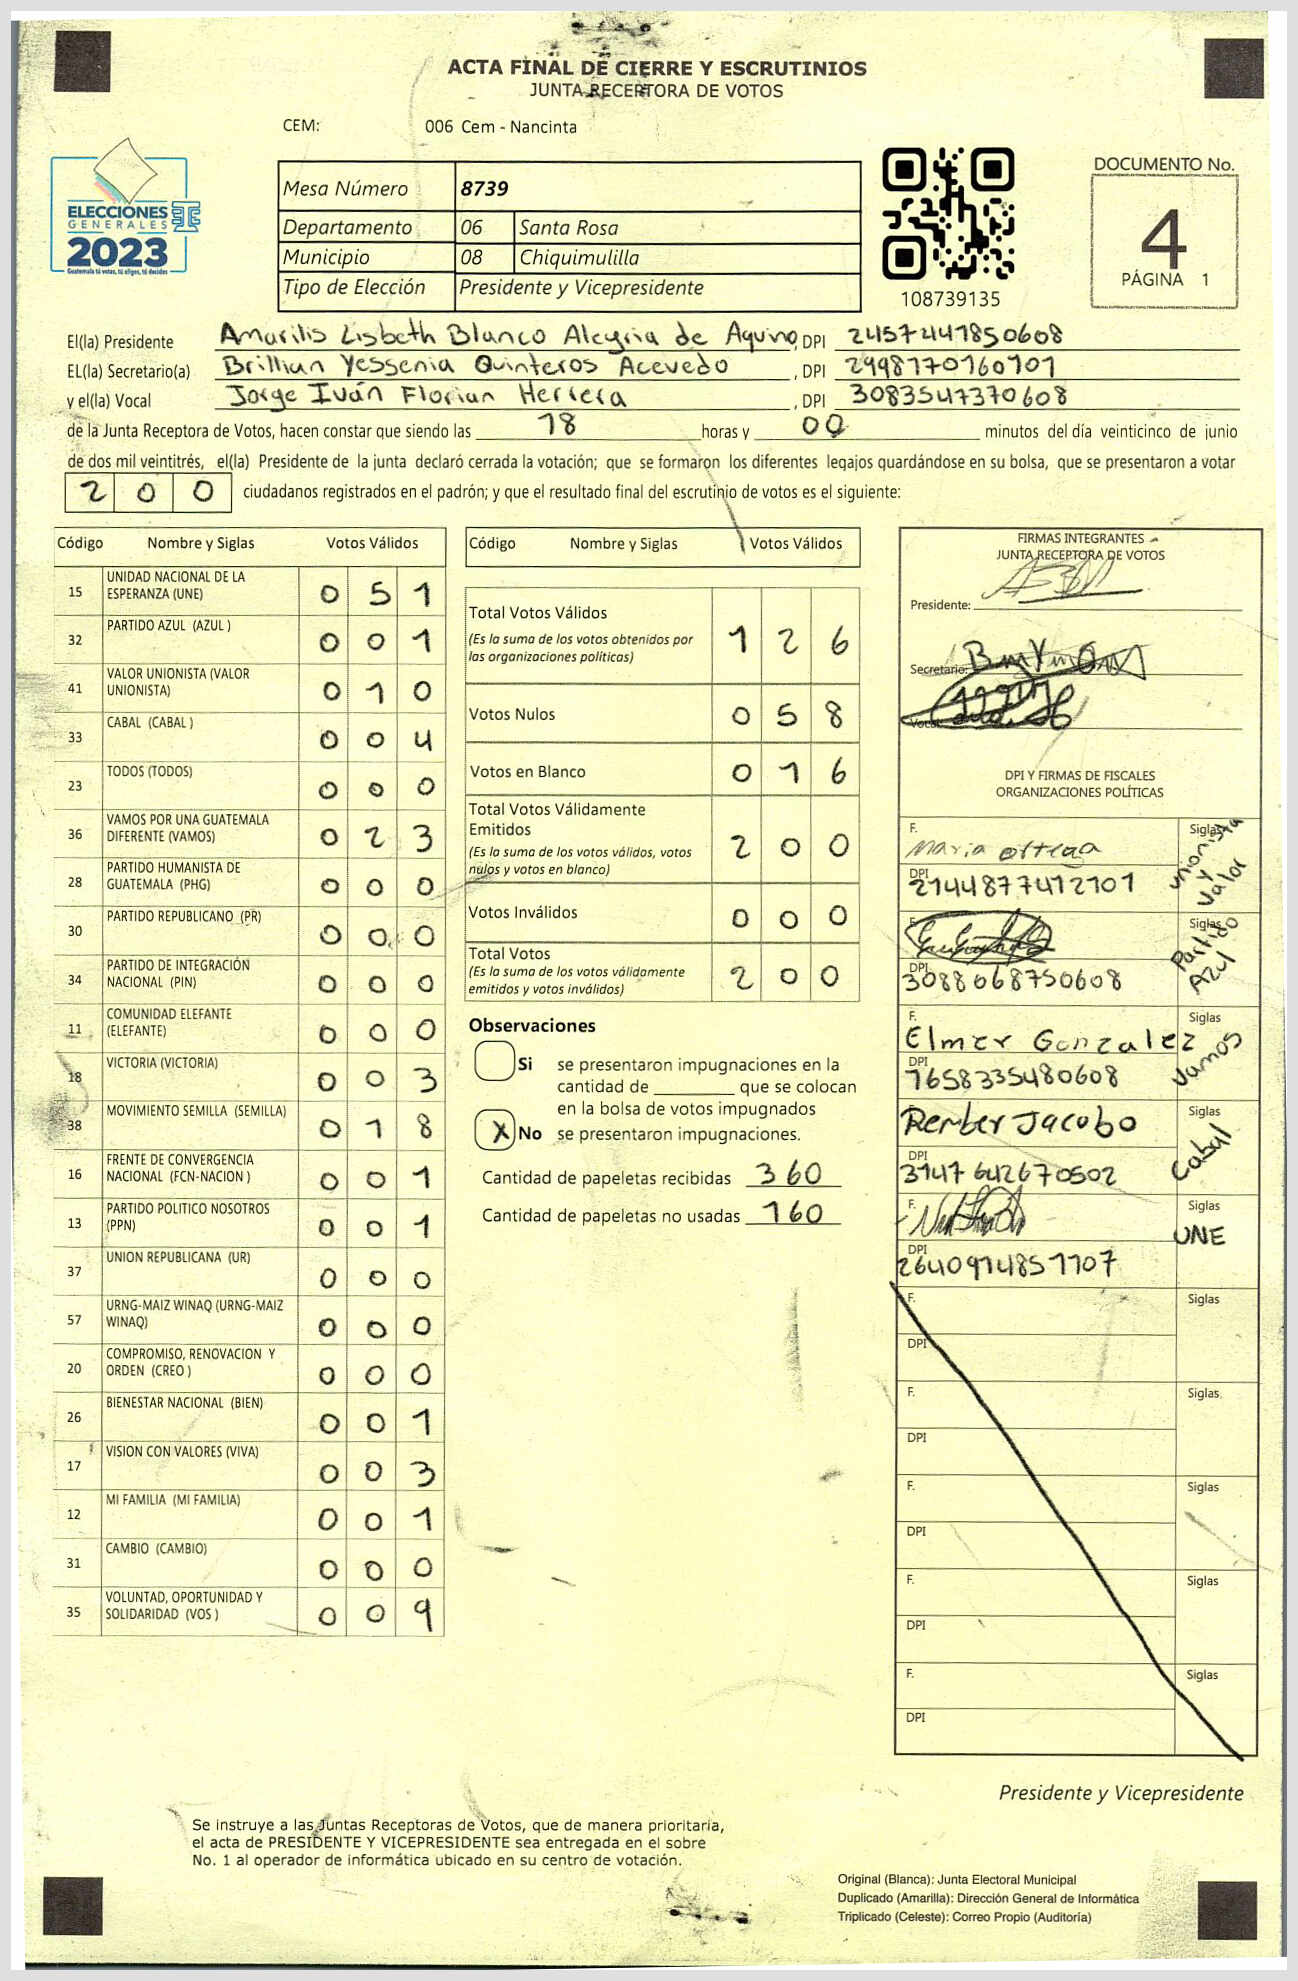 ACTA FINAL DE CIERRE Y ESCRUTINIOS
JUNTA RECEPTORA DE VOTOS
CEM: 006 Cem - Nancinta
ELECCIONES
GENERALES
2023
Guatemala tú votas, tú eliges, tú decides
Mesa Número 8739
Departamento 06 Santa Rosa
Municipio 08 Chiquimulilla
Tipo de Elección Presidente y Vicepresidente
108739135
DOCUMENTO No.
4
PÁGINA 1
El(la) Presidente Amarilis Lisbeth Blanco Alegria de Aquino, DPI 2457447850608
EL(la) Secretario(a) Brillian Yessenia Quinteros Acevedo, DPI 2998770160101
y el(la) Vocal Jorge Iván Florian Herrera, DPI 3083547370608
de la Junta Receptora de Votos, hacen constar que siendo las 18 horas y 00 minutos del día veinticinco de junio
de dos mil veintitrés, el(la) Presidente de la junta declaró cerrada la votación; que se formaron los diferentes legajos quardándose en su bolsa, que se presentaron a votar
200 ciudadanos registrados en el padrón; y que el resultado final del escrutinio de votos es el siguiente:
Código Nombre y Siglas Votos Válidos
15 UNIDAD NACIONAL DE LA ESPERANZA (UNE) 0 5 1
32 PARTIDO AZUL (AZUL ) 0 0 1
41 VALOR UNIONISTA (VALOR UNIONISTA) 0 1 0
33 CABAL (CABAL ) 0 0 4
23 TODOS (TODOS) 0 0 0
36 VAMOS POR UNA GUATEMALA DIFERENTE (VAMOS) 0 2 3
28 PARTIDO HUMANISTA DE GUATEMALA (PHG) 0 0 0
30 PARTIDO REPUBLICANO (PR) 0 0 0
34 PARTIDO DE INTEGRACIÓN NACIONAL (PIN) 0 0 0
11 COMUNIDAD ELEFANTE (ELEFANTE) 0 0 0
18 VICTORIA (VICTORIA) 0 0 3
38 MOVIMIENTO SEMILLA (SEMILLA) 0 1 8
16 FRENTE DE CONVERGENCIA NACIONAL (FCN-NACION ) 0 0 1
13 PARTIDO POLITICO NOSOTROS (PPN) 0 0 1
37 UNION REPUBLICANA (UR) 0 0 0
57 URNG-MAIZ WINAQ (URNG-MAIZ WINAQ) 0 0 0
20 COMPROMISO, RENOVACION Y ORDEN (CREO ) 0 0 0
26 BIENESTAR NACIONAL (BIEN) 0 0 1
17 VISION CON VALORES (VIVA) 0 0 3
12 MI FAMILIA (MI FAMILIA) 0 0 1
31 CAMBIO (CAMBIO) 0 0 0
35 VOLUNTAD, OPORTUNIDAD Y SOLIDARIDAD (VOS ) 0 0 9
Código Nombre y Siglas Votos Válidos
Total Votos Válidos 1 2 6
(Es la suma de los votos obtenidos por
las organizaciones políticas)
Votos Nulos 0 5 8
Votos en Blanco 0 1 6
Total Votos Válidamente
Emitidos 2 0 0
(Es la suma de los votos válidos, votos
nulos y votos en blanco)
Votos Inválidos 0 0 0
Total Votos 2 0 0
(Es la suma de los votos válidamente
emitidos y votos inválidos)
Observaciones
Si se presentaron impugnaciones en la
cantidad de ________ que se colocan
en la bolsa de votos impugnados
X No se presentaron impugnaciones.
Cantidad de papeletas recibidas 360
Cantidad de papeletas no usadas 160
FIRMAS INTEGRANTES
JUNTA RECEPTORA DE VOTOS
Presidente:
Secretario:
Vocal:
DPI Y FIRMAS DE FISCALES
ORGANIZACIONES POLÍTICAS
F. Maria Ortega Siglas Unionista y Valor
DPI 2144877412101
F. Siglas Partido Azul
DPI 3088068750608
F. Elmer Gonzalez Siglas Vamos
DPI 1658335480608
Rember Jacobo Siglas Cabal
DPI 3147642670502
F. Siglas UNE
DPI 2640914851107
F. Siglas
DPI
F. Siglas
DPI
F. Siglas
DPI
F. Siglas
DPI
F. Siglas
DPI
Presidente y Vicepresidente
Se instruye a las Juntas Receptoras de Votos, que de manera prioritaria,
el acta de PRESIDENTE Y VICEPRESIDENTE sea entregada en el sobre
No. 1 al operador de informática ubicado en su centro de votación.
Original (Blanca): Junta Electoral Municipal
Duplicado (Amarilla): Dirección General de Informática
Triplicado (Celeste): Correo Propio (Auditoría)